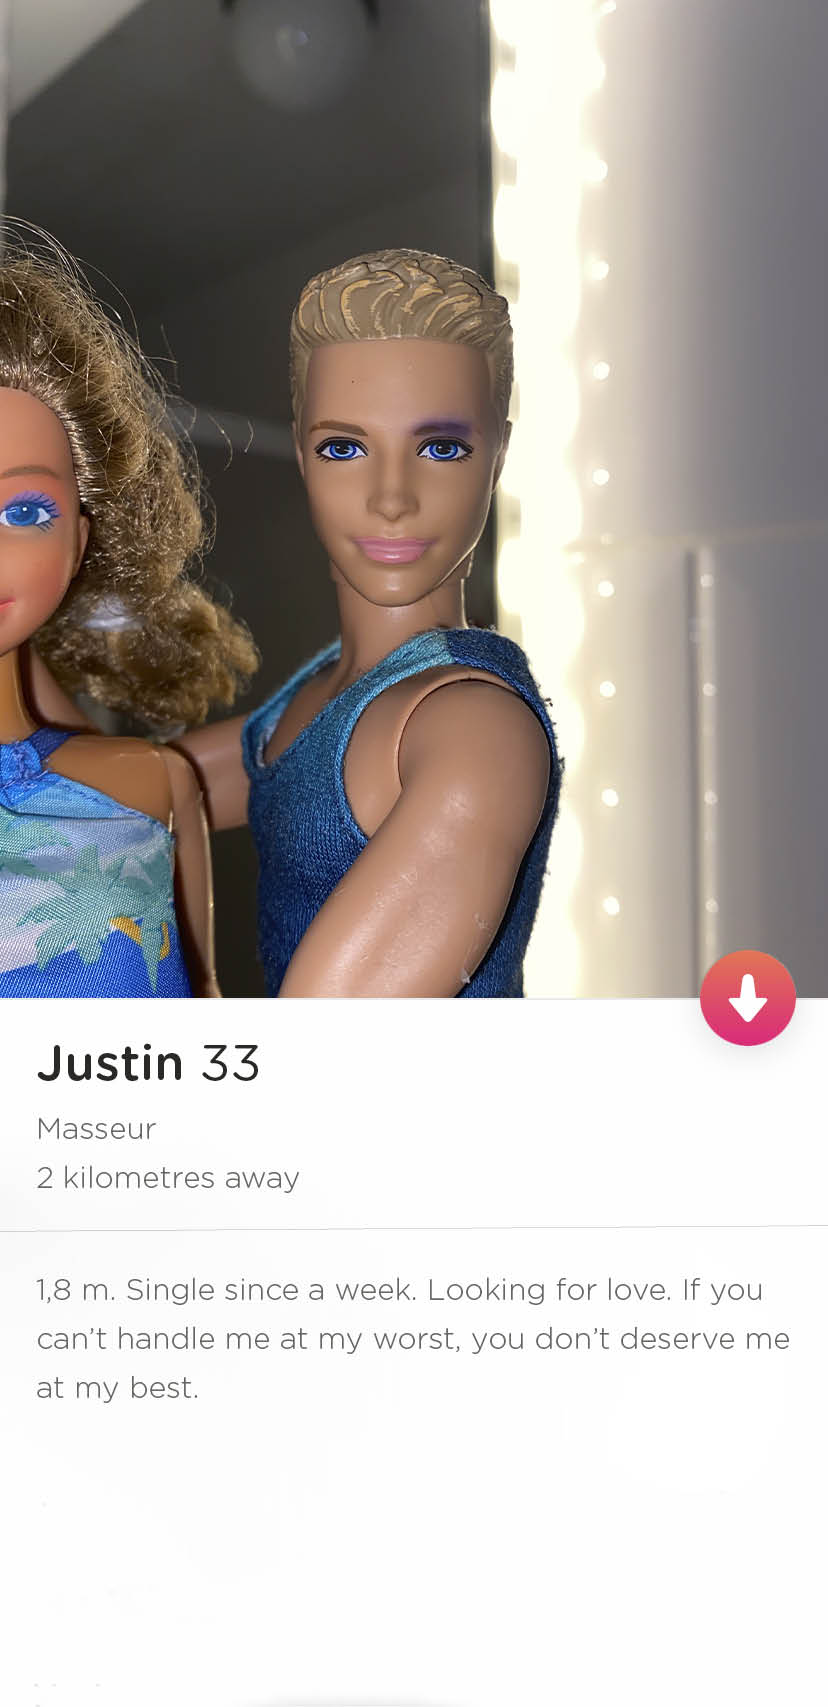 Justin 33
Masseur
2 kilometres away
1,8 m. Single since a week. Looking for love. If you
can’t handle me at my worst, you don’t deserve me
at my best.